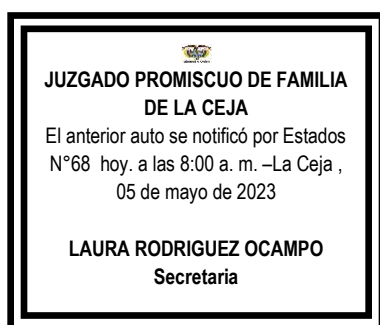 JUZGADO PROMISCUO DE FAMILIA
DE LA CEJA
El anterior auto se notificó por Estados
N°68 hoy. a las 8:00 a. m. –La Ceja ,
05 de mayo de 2023
LAURA RODRIGUEZ OCAMPO
Secretaria